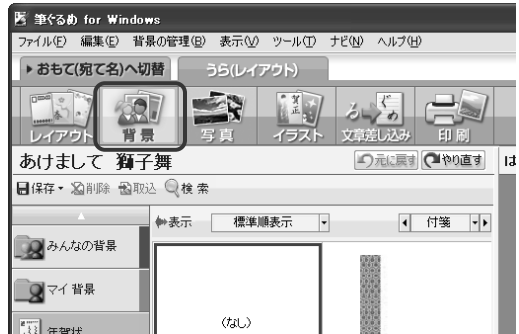 筆ぐるめ for Windows
ファイル(F) 編集(E) 背景の管理(B) 表示(V) ツール(T) ナビ(N) ヘルプ(H)
おもて(宛て名)へ切替 うら(レイアウト)
レイアウト 背景 写真 イラスト 文章差し込み 印刷
あけまして 獅子舞 元に戻す やり直す は
保存 削除 取込 検索
表示 標準順表示 付箋
みんなの背景
マイ背景
(なし)
年賀状